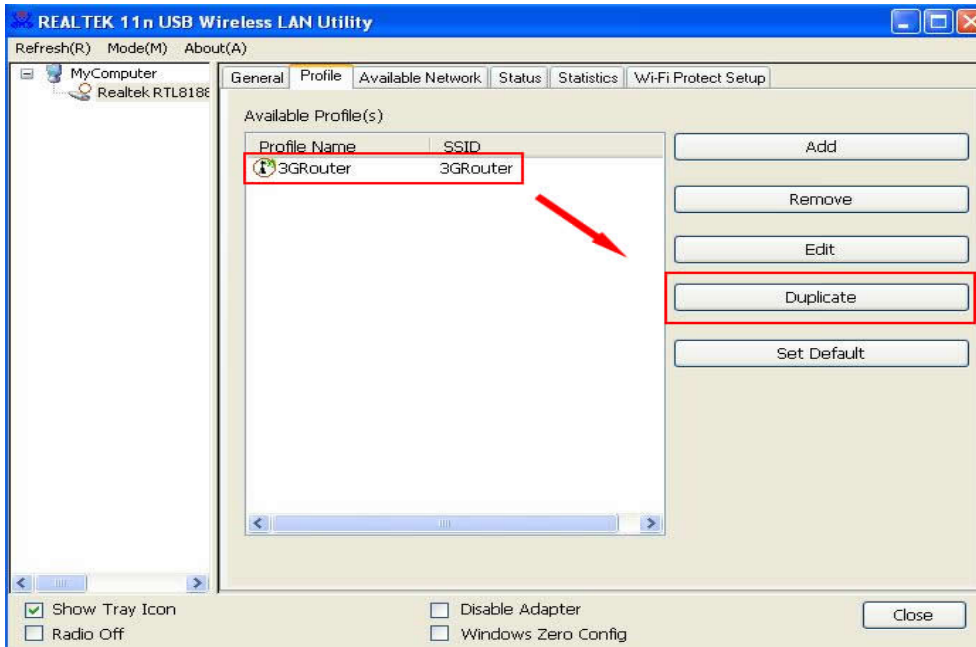 REALTEK 11n USB Wireless LAN Utility
Refresh(R) Mode(M) About(A)
MyComputer
Realtek RTL8188
General Profile Available Network Status Statistics Wi-Fi Protect Setup
Available Profile(s)
Profile Name SSID
3GRouter 3GRouter
Add
Remove
Edit
Duplicate
Set Default
Show Tray Icon
Radio Off
Disable Adapter
Windows Zero Config
Close